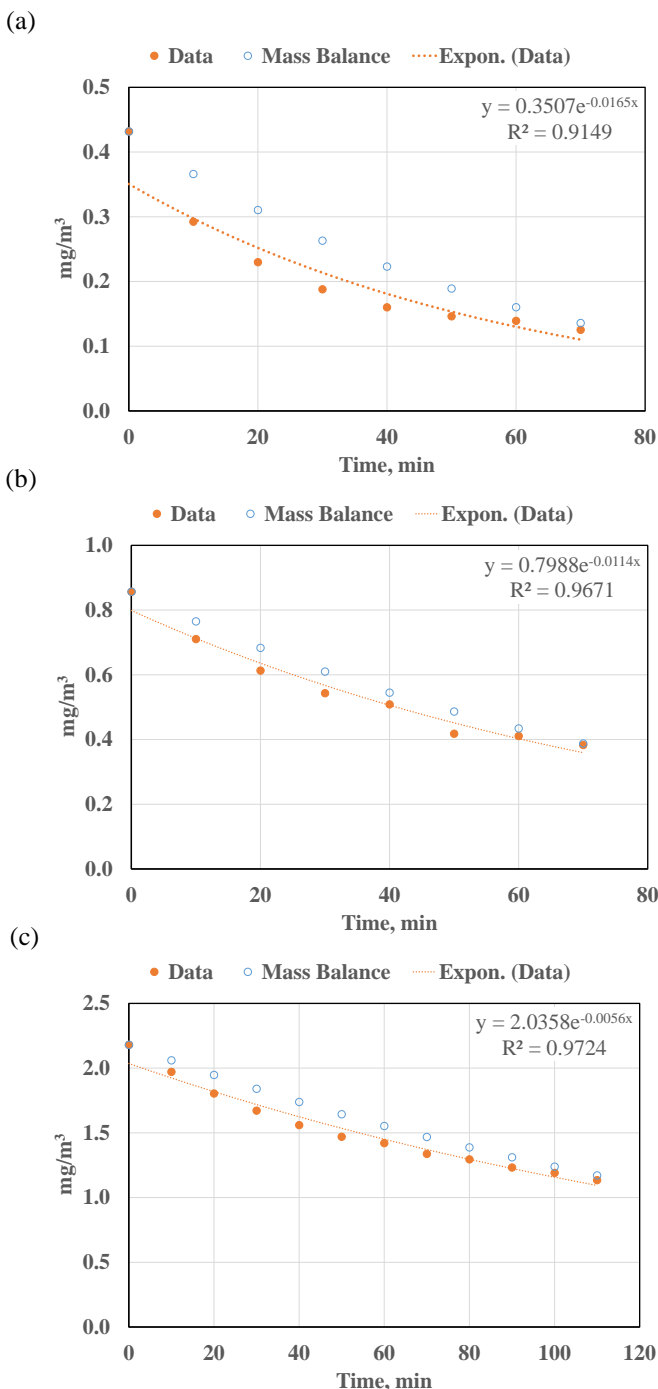 (a)
Data Mass Balance Expon. (Data)
y = 0.3507e^-0.0165x
R² = 0.9149
0.5
0.4
0.3
0.2
0.1
0.0
mg/m³
0 20 40 60 80
Time, min
(b)
Data Mass Balance Expon. (Data)
y = 0.7988e^-0.0114x
R² = 0.9671
1.0
0.8
0.6
0.4
0.2
0.0
mg/m³
0 20 40 60 80
Time, min
(c)
Data Mass Balance Expon. (Data)
y = 2.0358e^-0.0056x
R² = 0.9724
2.5
2.0
1.5
1.0
0.5
0.0
mg/m³
0 20 40 60 80 100 120
Time, min